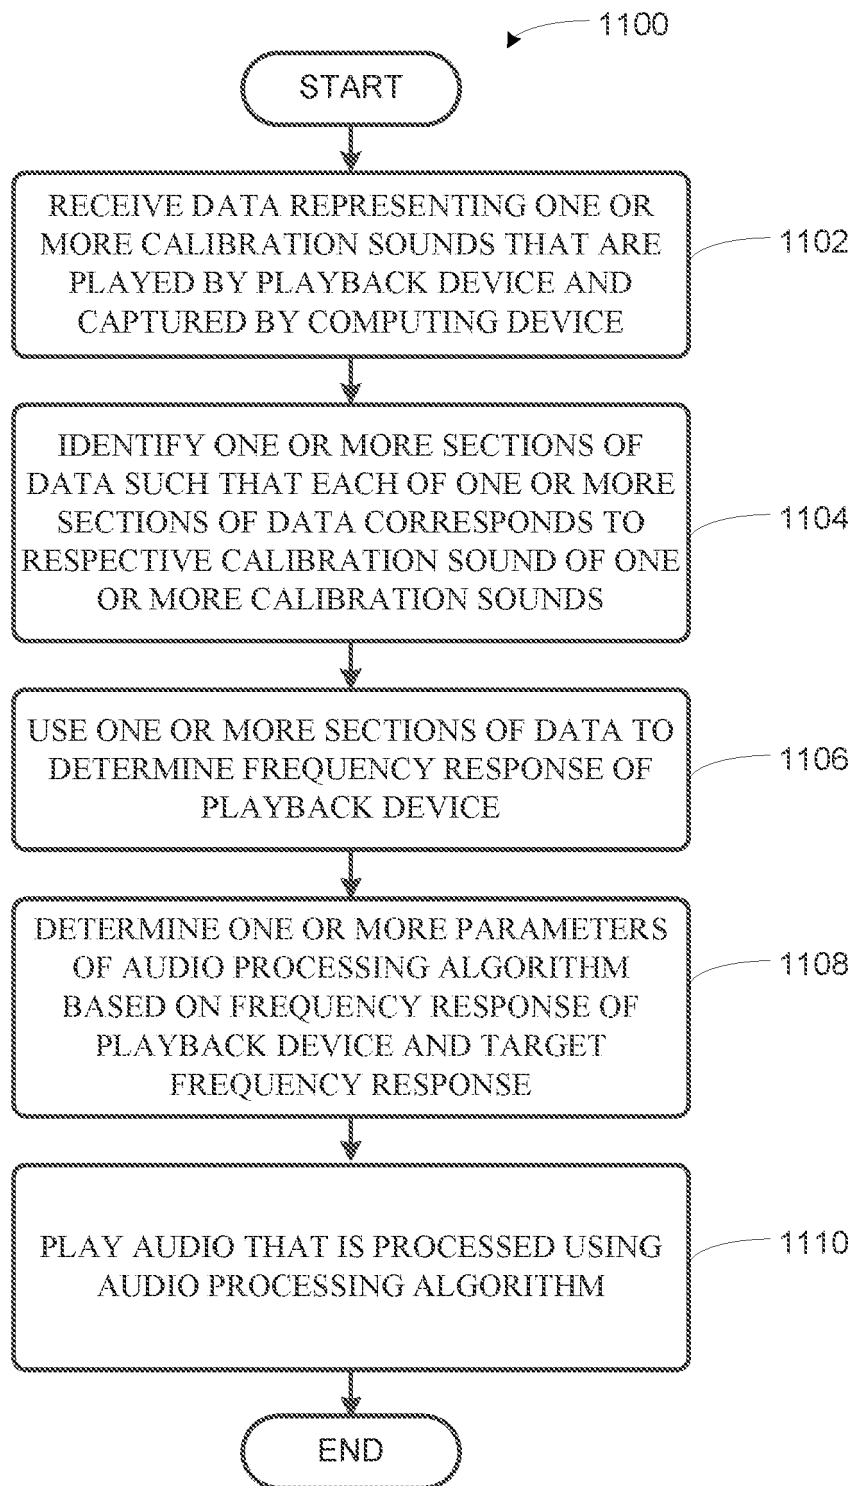 1100
START
RECEIVE DATA REPRESENTING ONE OR
MORE CALIBRATION SOUNDS THAT ARE
PLAYED BY PLAYBACK DEVICE AND
CAPTURED BY COMPUTING DEVICE
1102
IDENTIFY ONE OR MORE SECTIONS OF
DATA SUCH THAT EACH OF ONE OR MORE
SECTIONS OF DATA CORRESPONDS TO
RESPECTIVE CALIBRATION SOUND OF ONE
OR MORE CALIBRATION SOUNDS
1104
USE ONE OR MORE SECTIONS OF DATA TO
DETERMINE FREQUENCY RESPONSE OF
PLAYBACK DEVICE
1106
DETERMINE ONE OR MORE PARAMETERS
OF AUDIO PROCESSING ALGORITHM
BASED ON FREQUENCY RESPONSE OF
PLAYBACK DEVICE AND TARGET
FREQUENCY RESPONSE
1108
PLAY AUDIO THAT IS PROCESSED USING
AUDIO PROCESSING ALGORITHM
1110
END